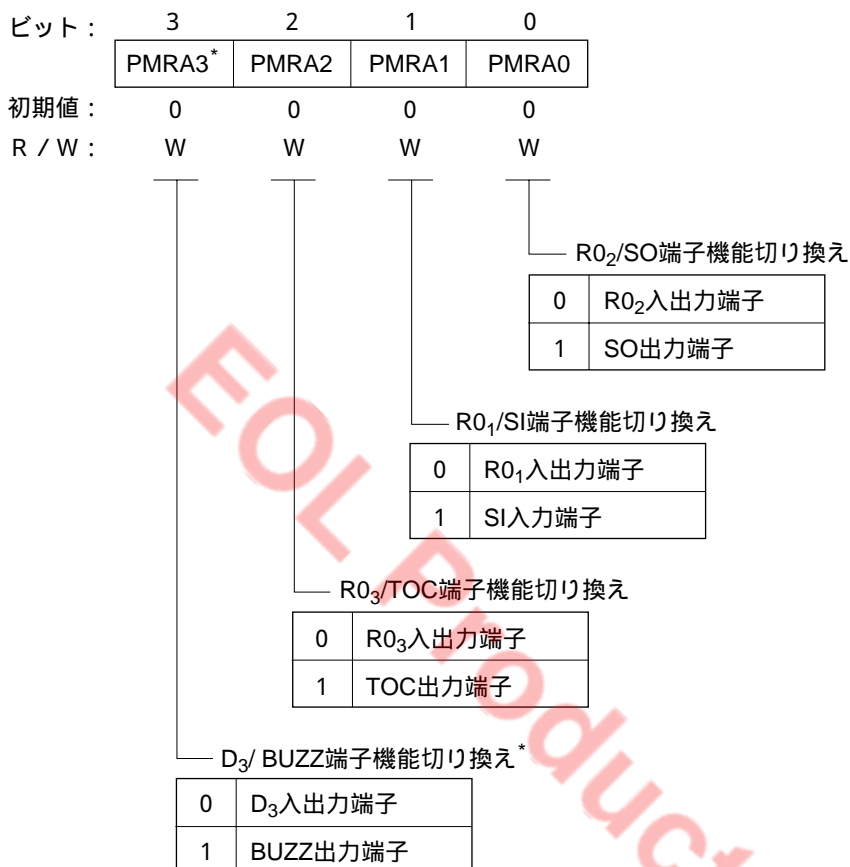 ビット： 3 2 1 0
PMRA3* PMRA2 PMRA1 PMRA0
初期値： 0 0 0 0
R／W： W W W W
R0₂/SO端子機能切り換え
0 R0₂入出力端子
1 SO出力端子
R0₁/SI端子機能切り換え
0 R0₁入出力端子
1 SI入力端子
R0₃/TOC端子機能切り換え
0 R0₃入出力端子
1 TOC出力端子
D₃/ BUZZ端子機能切り換え*
0 D₃入出力端子
1 BUZZ出力端子
EOL Product